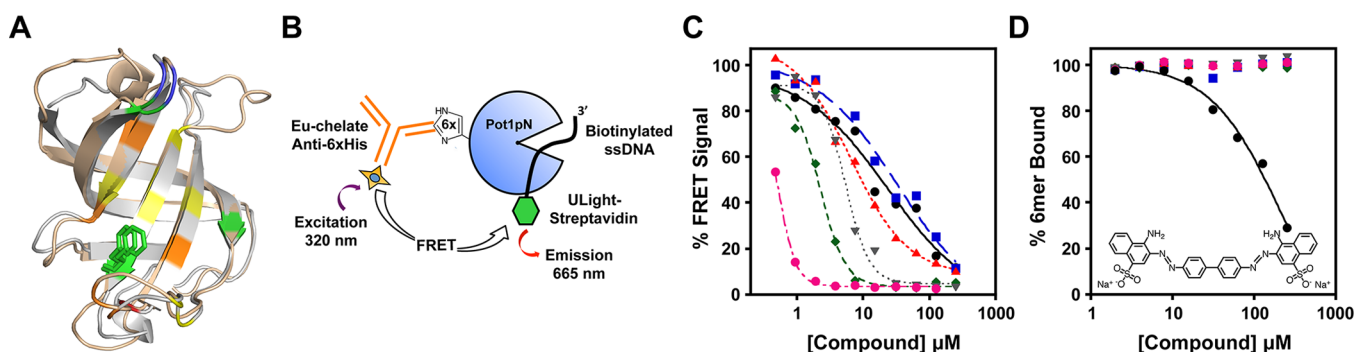 A
B
C
D
Eu-chelate
Anti-6xHis
HN
6x
N
Pot1pN
3′
Biotinylated
ssDNA
ULight-
Streptavidin
Excitation
320 nm
FRET
Emission
665 nm
% FRET Signal
100
80
60
40
20
0
1
10
100
1000
[Compound] μM
% 6mer Bound
100
80
60
40
20
0
NH₂
H₂N
N
N
N
N
O
S
O
O⁻
Na⁺
O
S
O
O⁻
Na⁺
1
10
100
1000
[Compound] μM